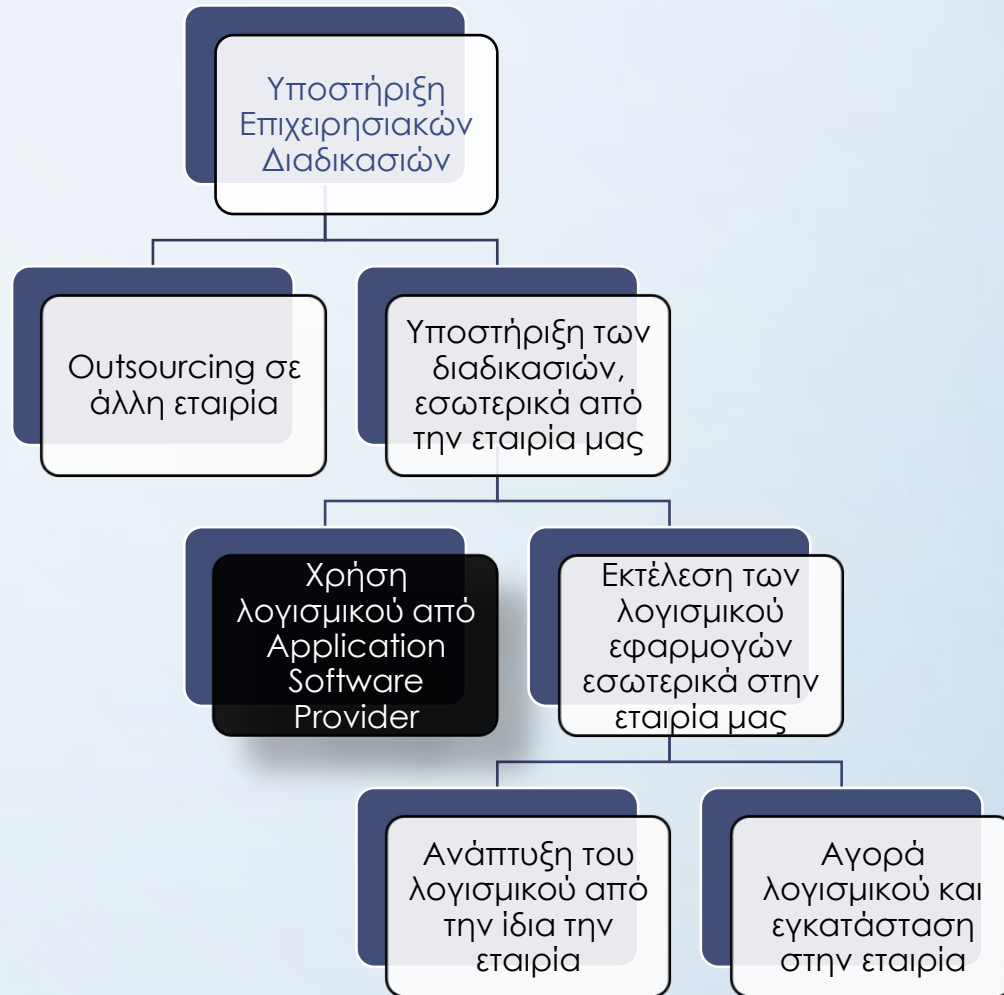 Υποστήριξη
Επιχειρησιακών
Διαδικασιών
Outsourcing σε
άλλη εταιρία
Υποστήριξη των
διαδικασιών,
εσωτερικά από
την εταιρία μας
Χρήση
λογισμικού από
Application
Software
Provider
Εκτέλεση των
λογισμικού
εφαρμογών
εσωτερικά στην
εταιρία μας
Ανάπτυξη του
λογισμικού από
την ίδια την
εταιρία
Αγορά
λογισμικού και
εγκατάσταση
στην εταιρία